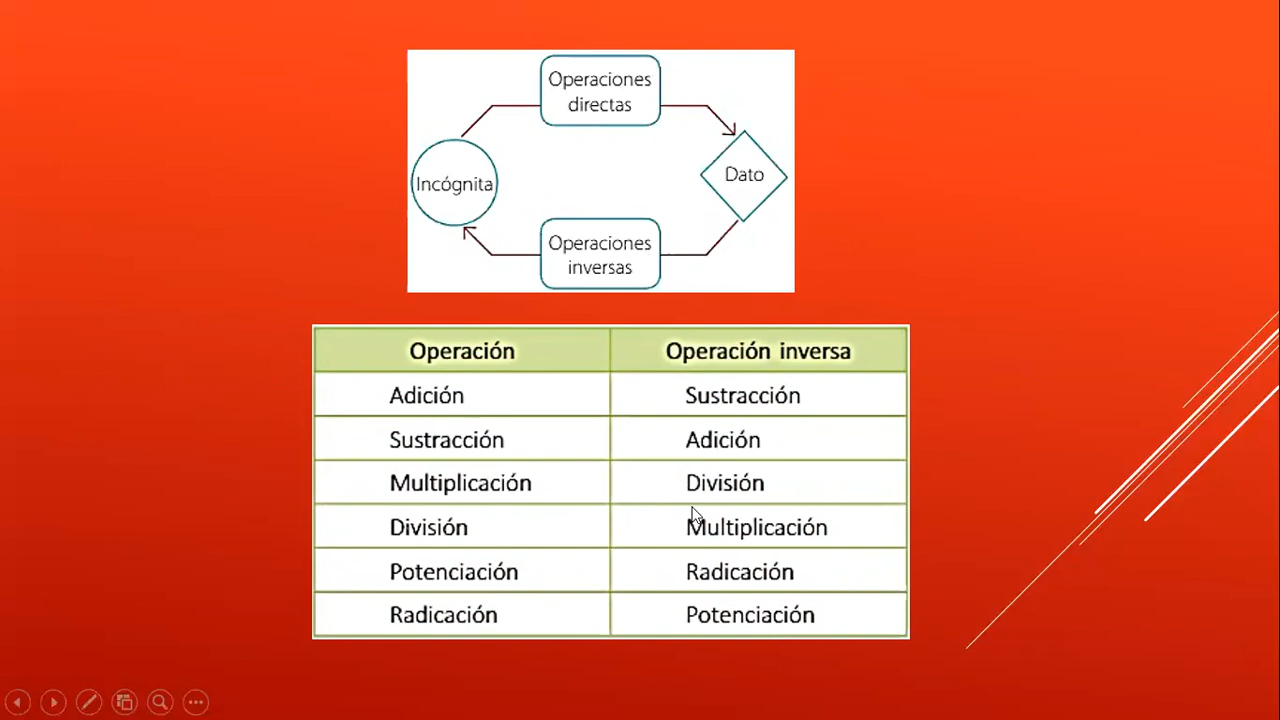 Operaciones
directas
Incógnita
Dato
Operaciones
inversas
Operación Operación inversa
Adición Sustracción
Sustracción Adición
Multiplicación División
División Multiplicación
Potenciación Radicación
Radicación Potenciación